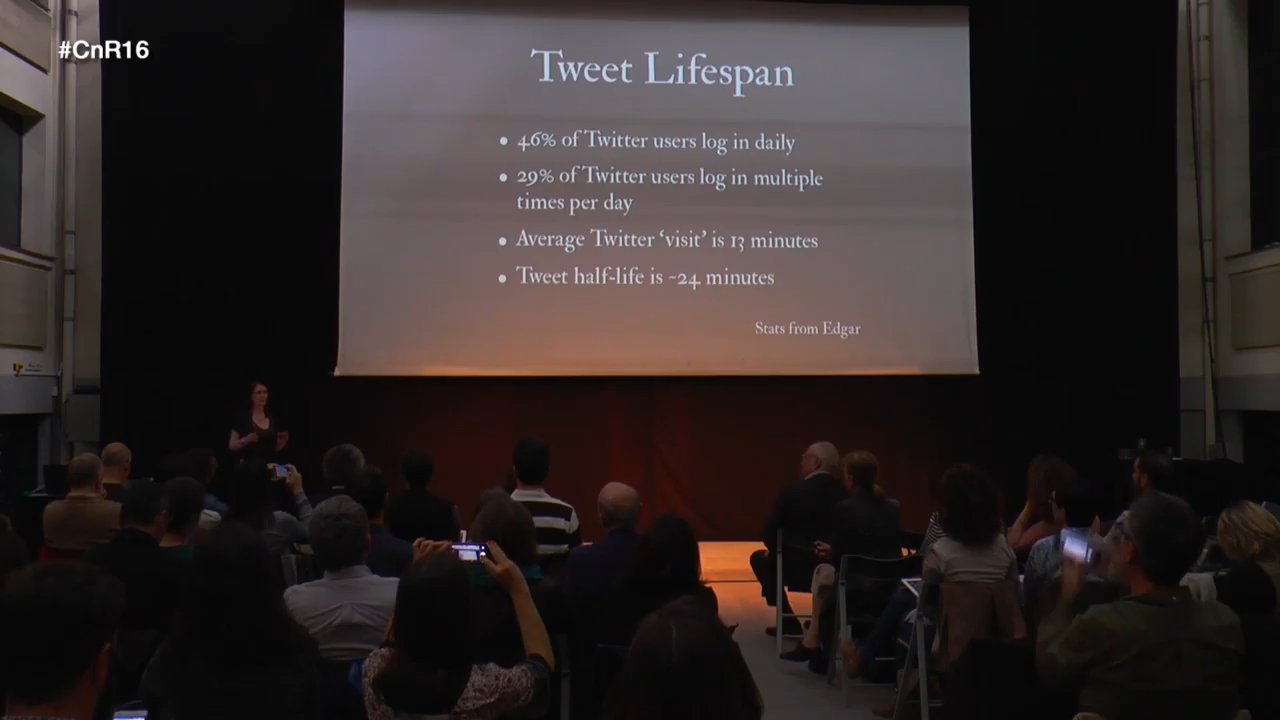 #CnR16
Tweet Lifespan
• 46% of Twitter users log in daily
• 29% of Twitter users log in multiple
times per day
• Average Twitter ‘visit’ is 13 minutes
• Tweet half-life is ~24 minutes
Stats from Edgar